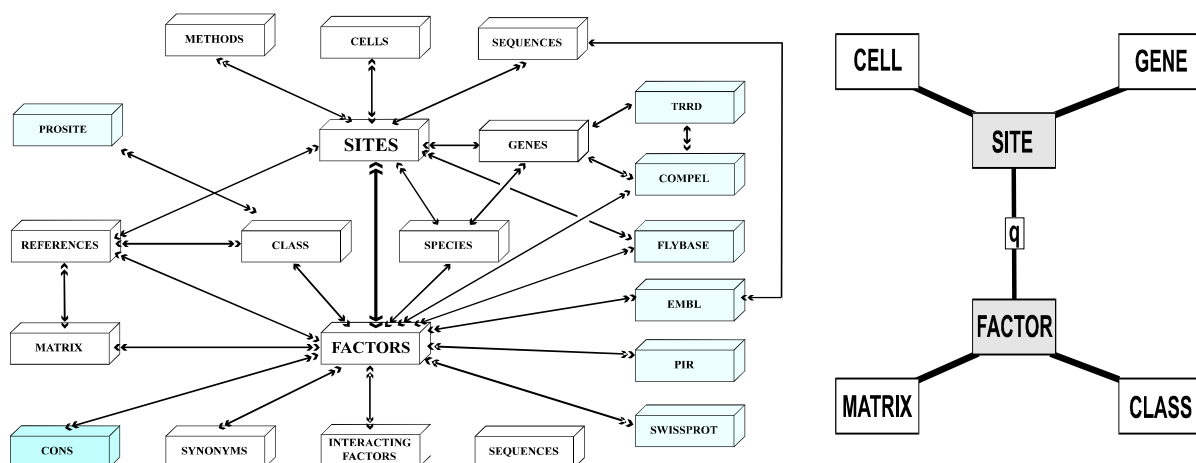 METHODS
CELLS
SEQUENCES
PROSITE
SITES
GENES
TRRD
COMPEL
REFERENCES
CLASS
SPECIES
FLYBASE
EMBL
MATRIX
FACTORS
PIR
CONS
SYNONYMS
INTERACTING
FACTORS
SEQUENCES
SWISSPROT
CELL
GENE
SITE
q
FACTOR
MATRIX
CLASS